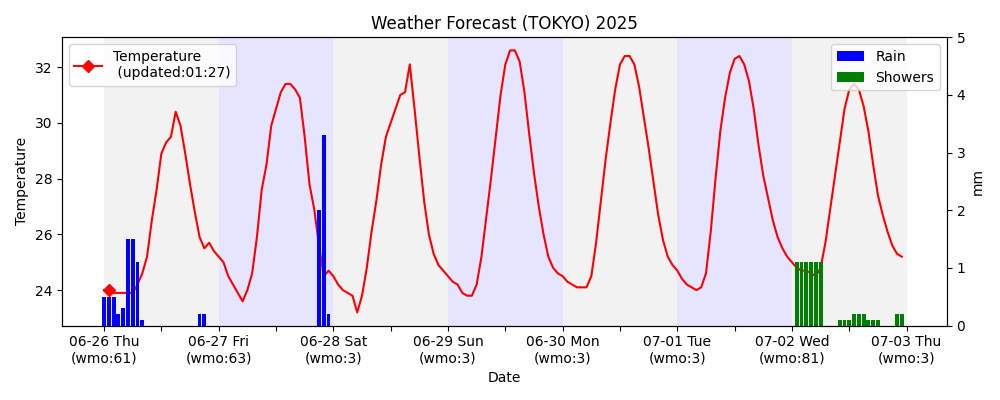 Weather Forecast (TOKYO) 2025
Temperature
(updated:01:27)
Rain
Showers
Temperature
32
30
28
26
24
5
4
3
2
1
0
mm
06-26 Thu
(wmo:61)
06-27 Fri
(wmo:63)
06-28 Sat
(wmo:3)
06-29 Sun
(wmo:3)
06-30 Mon
(wmo:3)
07-01 Tue
(wmo:3)
07-02 Wed
(wmo:81)
07-03 Thu
(wmo:3)
Date